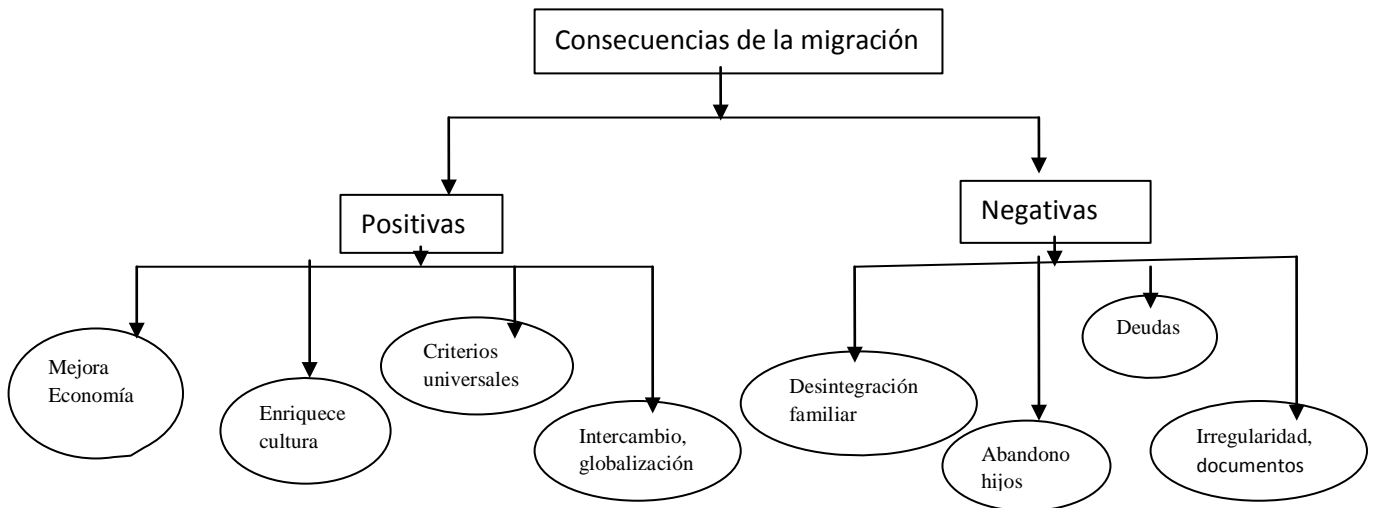 Consecuencias de la migración
Positivas
Negativas
Mejora
Economía
Enriquece
cultura
Criterios
universales
Intercambio,
globalización
Desintegración
familiar
Abandono
hijos
Deudas
Irregularidad,
documentos